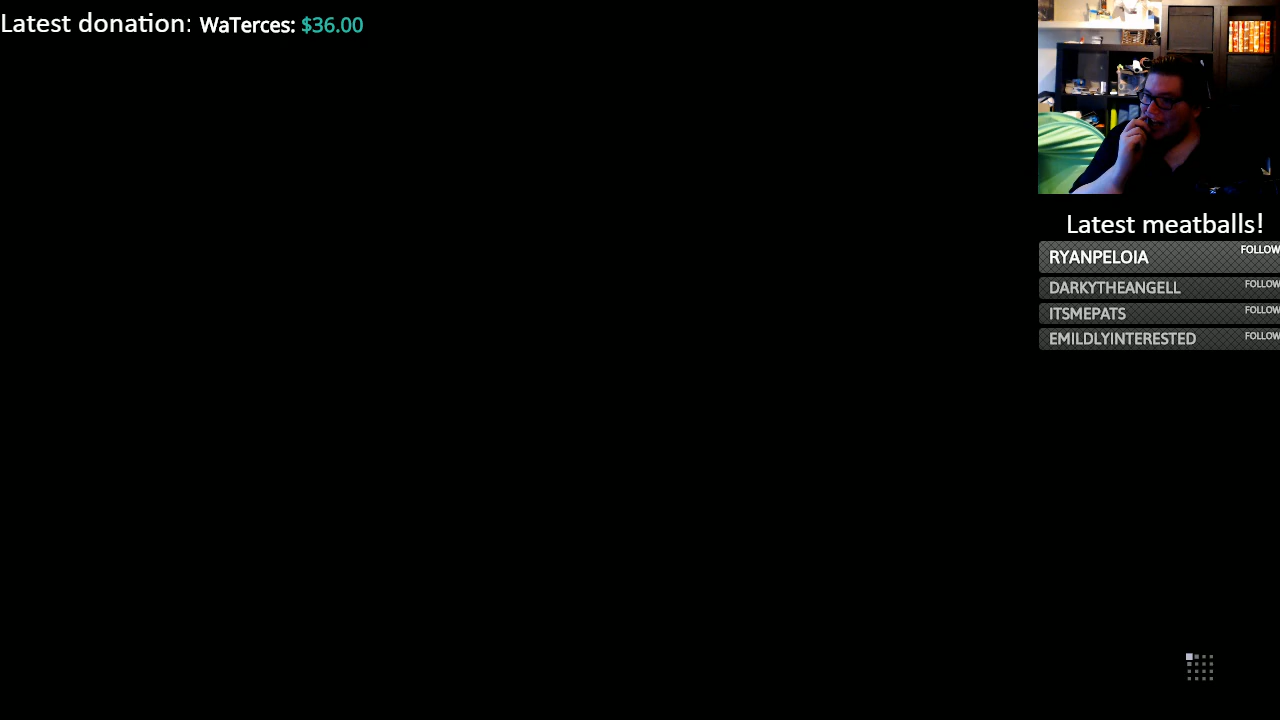 Latest donation: WaTerces: $36.00
Latest meatballs!
RYANPELOIA FOLLOW
DARKYTHEANGELL FOLLOW
ITSMEPATS FOLLOW
EMILDLYINTERESTED FOLLOW